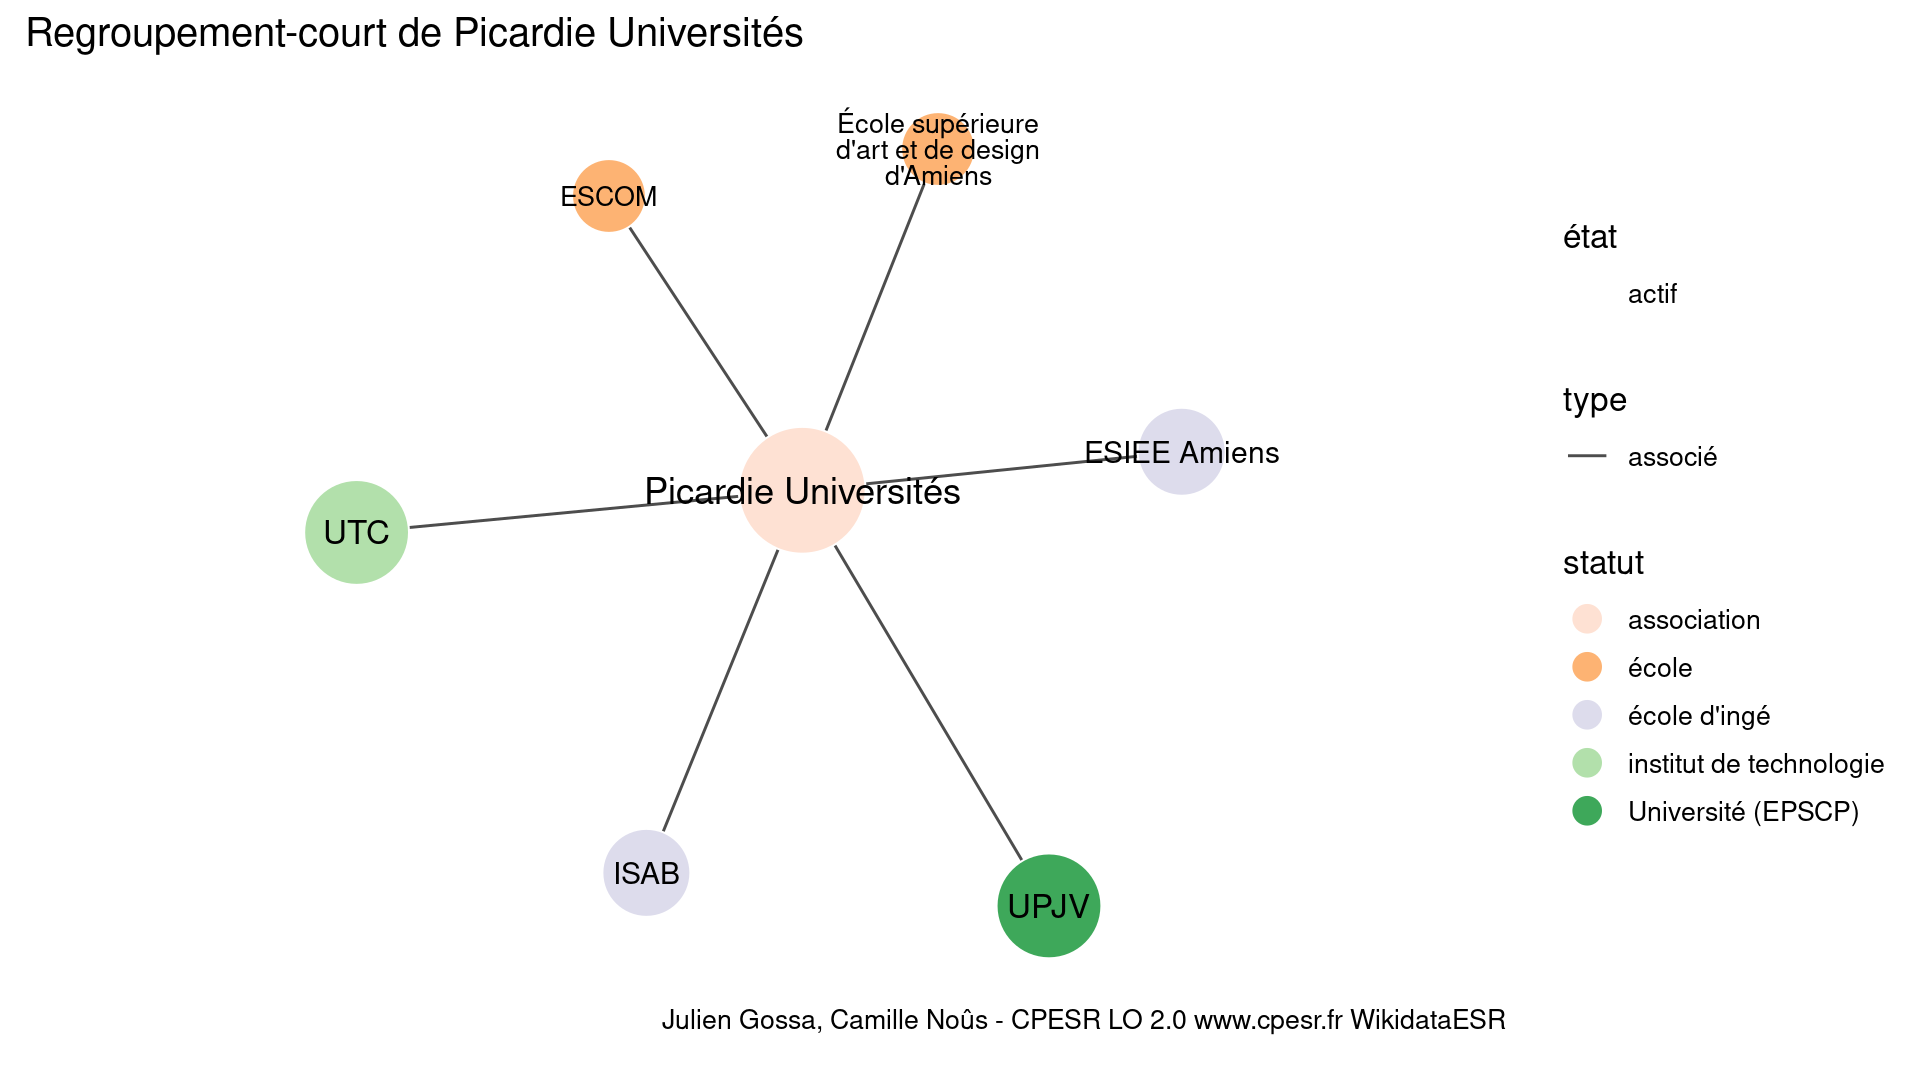 Regroupement-court de Picardie Universités
École supérieure
d'art et de design
d'Amiens
ESCOM
ESIEE Amiens
Picardie Universités
UTC
ISAB
UPJV
état
actif
type
associé
statut
association
école
école d'ingé
institut de technologie
Université (EPSCP)
Julien Gossa, Camille Noûs - CPESR LO 2.0 www.cpesr.fr WikidataESR